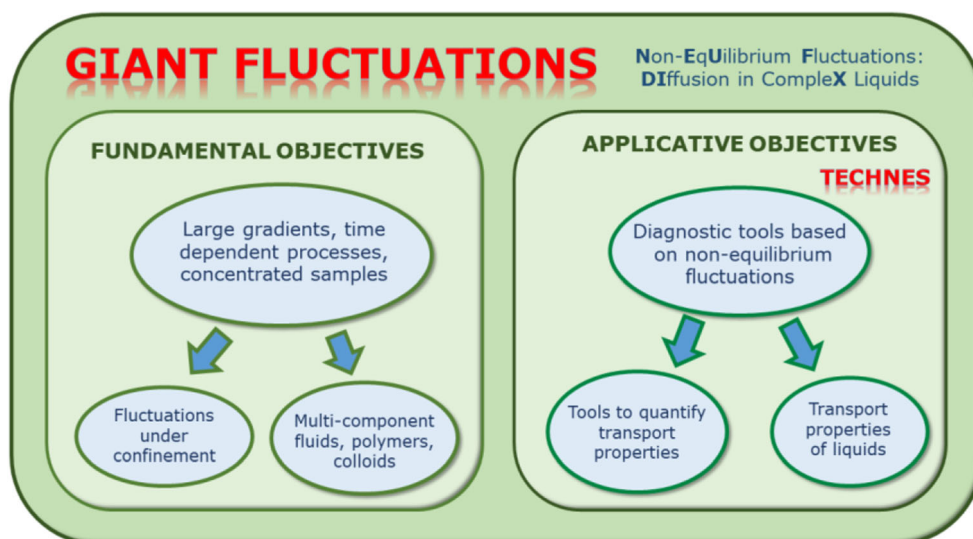 GIANT FLUCTUATIONS
Non-EqUilibrium Fluctuations:
DIffusion in CompleX Liquids
FUNDAMENTAL OBJECTIVES
Large gradients, time
dependent processes,
concentrated samples
Fluctuations
under
confinement
Multi-component
fluids, polymers,
colloids
APPLICATIVE OBJECTIVES
TECHNES
Diagnostic tools based
on non-equilibrium
fluctuations
Tools to quantify
transport
properties
Transport
properties
of liquids